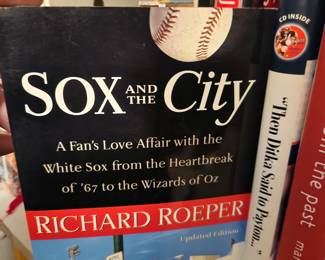 SOX AND THE City
A Fan's Love Affair with the
White Sox from the Heartbreak
of '67 to the Wizards of Oz
RICHARD ROEPER
Updated Edition
CD INSIDE
"Then Ditka Said to Payton..."
the past